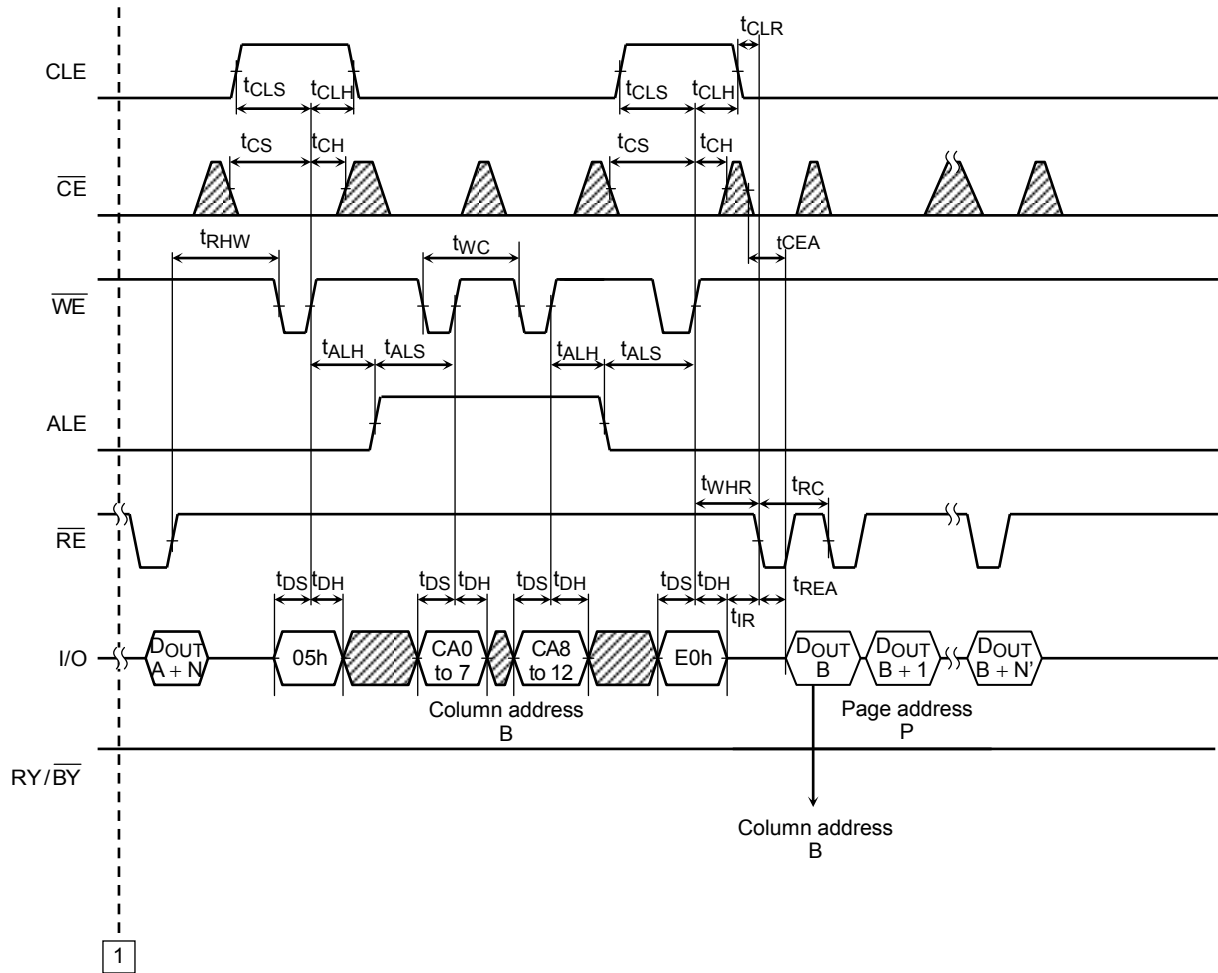 tCLR
CLE
tCLS tCLH tCLS tCLH
tCS tCH tCS tCH
CE
tRHW tWC tCEA
WE
tALH tALS tALH tALS
ALE
tWHR tRC
RE
tDS tDH tDS tDH tDS tDH tDS tDH tREA
tIR
I/O
DOUT
A + N
05h
CA0
to 7
CA8
to 12
E0h
DOUT
B
DOUT
B + 1
DOUT
B + N’
Column address
B
Page address
P
RY/BY
Column address
B
1